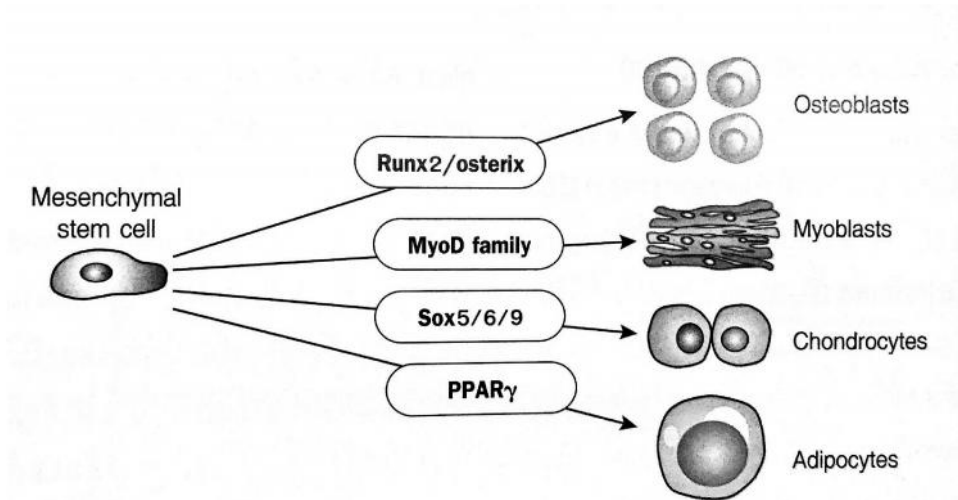 Mesenchymal
stem cell
Runx2/osterix
Osteoblasts
MyoD family
Myoblasts
Sox5/6/9
Chondrocytes
PPARγ
Adipocytes